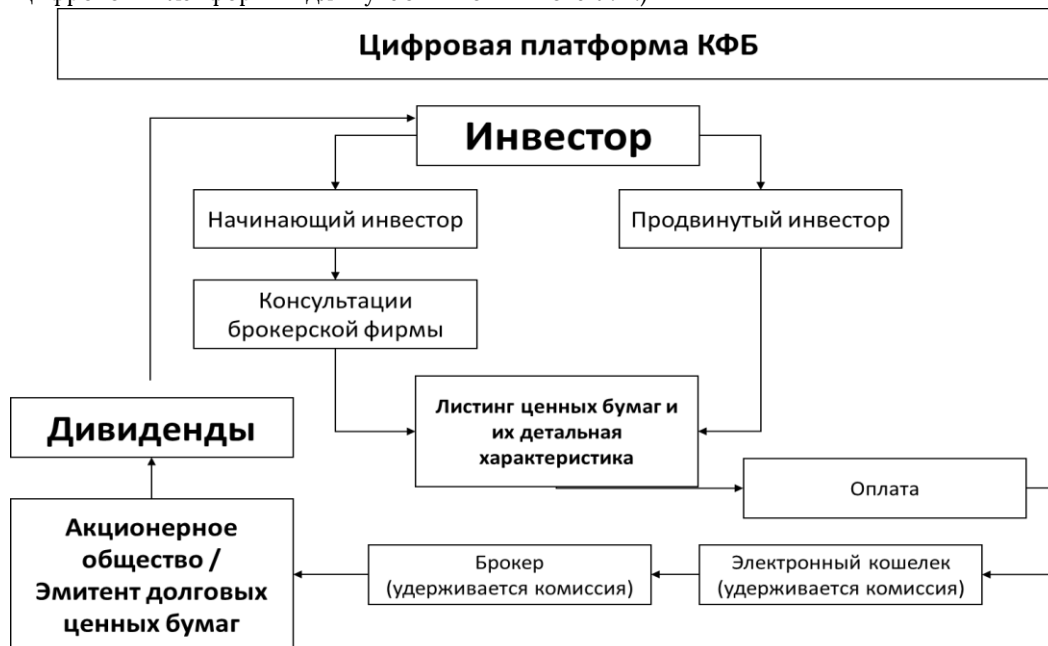 Цифровая платформа КФБ
Инвестор
Начинающий инвестор
Продвинутый инвестор
Консультации
брокерской фирмы
Листинг ценных бумаг и
их детальная
характеристика
Дивиденды
Оплата
Акционерное
общество /
Эмитент долговых
ценных бумаг
Брокер
(удерживается комиссия)
Электронный кошелек
(удерживается комиссия)